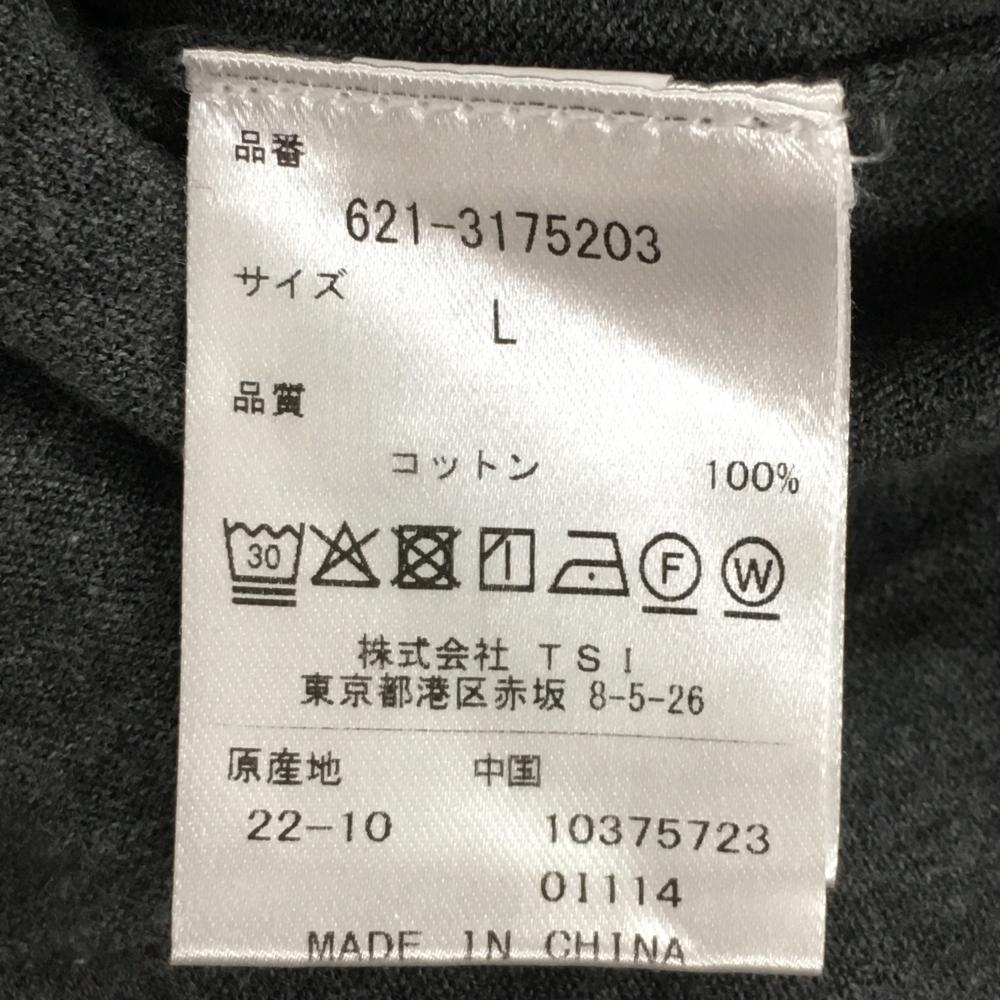 品番
621-3175203
サイズ
L
品質
コットン 100%
30 F W
株式会社 TSI
東京都港区赤坂 8-5-26
原産地 中国
22-10 10375723
0I114
MADE IN CHINA